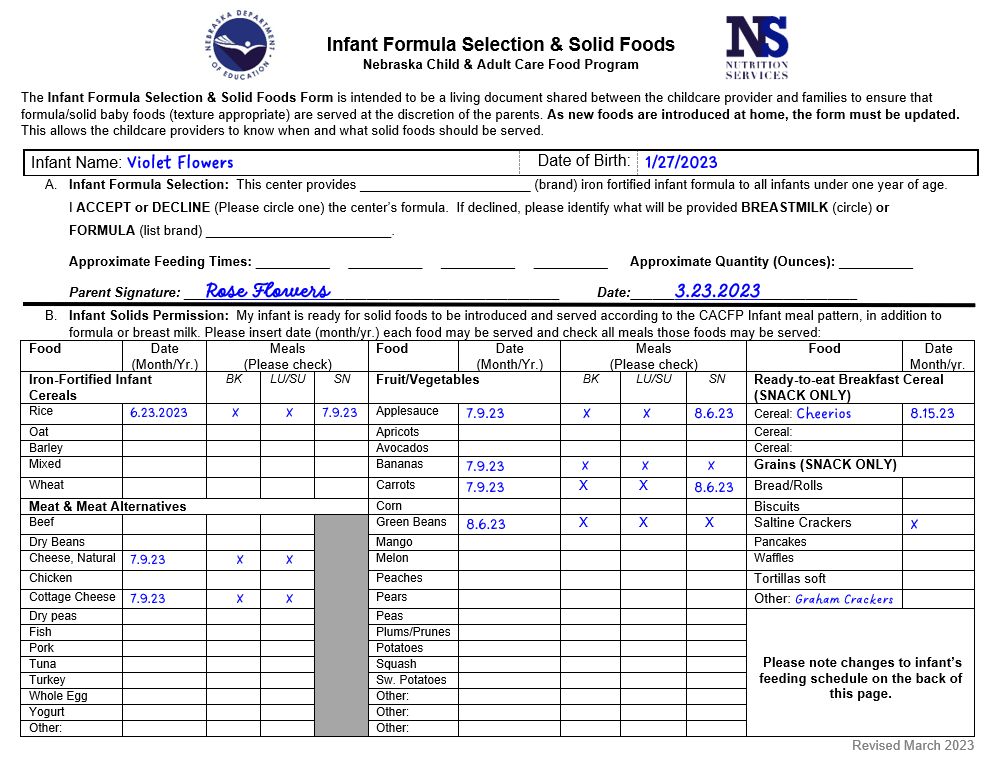 NEBRASKA DEPARTMENT OF EDUCATION
NS
NUTRITION
SERVICES
Infant Formula Selection & Solid Foods
Nebraska Child & Adult Care Food Program
The Infant Formula Selection & Solid Foods Form is intended to be a living document shared between the childcare provider and families to ensure that
formula/solid baby foods (texture appropriate) are served at the discretion of the parents. As new foods are introduced at home, the form must be updated.
This allows the childcare providers to know when and what solid foods should be served.
Infant Name: Violet Flowers Date of Birth: 1/27/2023
A. Infant Formula Selection: This center provides ______ (brand) iron fortified infant formula to all infants under one year of age.
I ACCEPT or DECLINE (Please circle one) the center's formula. If declined, please identify what will be provided BREASTMILK (circle) or
FORMULA (list brand) ______.
Approximate Feeding Times: ______ ______ ______ ______ Approximate Quantity (Ounces): ______
Parent Signature: Rose Flowers Date: 3.23.2023
B. Infant Solids Permission: My infant is ready for solid foods to be introduced and served according to the CACFP Infant meal pattern, in addition to
formula or breast milk. Please insert date (month/yr.) each food may be served and check all meals those foods may be served:
Food Date Meals Food Date Meals Food Date
(Month/Yr.) (Please check) (Month/Yr.) (Please check) Month/yr.
Iron-Fortified Infant BK LU/SU SN Fruit/Vegetables BK LU/SU SN Ready-to-eat Breakfast Cereal
Cereals (SNACK ONLY)
Rice 6.23.2023 x x 7.9.23 Applesauce 7.9.23 x x 8.6.23 Cereal: Cheerios 8.15.23
Oat Apricots Cereal:
Barley Avocados Cereal:
Mixed Bananas 7.9.23 x x x Grains (SNACK ONLY)
Wheat Carrots 7.9.23 X X 8.6.23 Bread/Rolls
Meat & Meat Alternatives Corn Biscuits
Beef Green Beans 8.6.23 X X X Saltine Crackers x
Dry Beans Mango Pancakes
Cheese, Natural 7.9.23 x x Melon Waffles
Chicken Peaches Tortillas soft
Cottage Cheese 7.9.23 x x Pears Other: Graham Crackers
Dry peas Peas
Fish Plums/Prunes
Pork Potatoes
Tuna Squash
Turkey Sw. Potatoes
Whole Egg Other:
Yogurt Other:
Other: Other:
Please note changes to infant's
feeding schedule on the back of
this page.
Revised March 2023